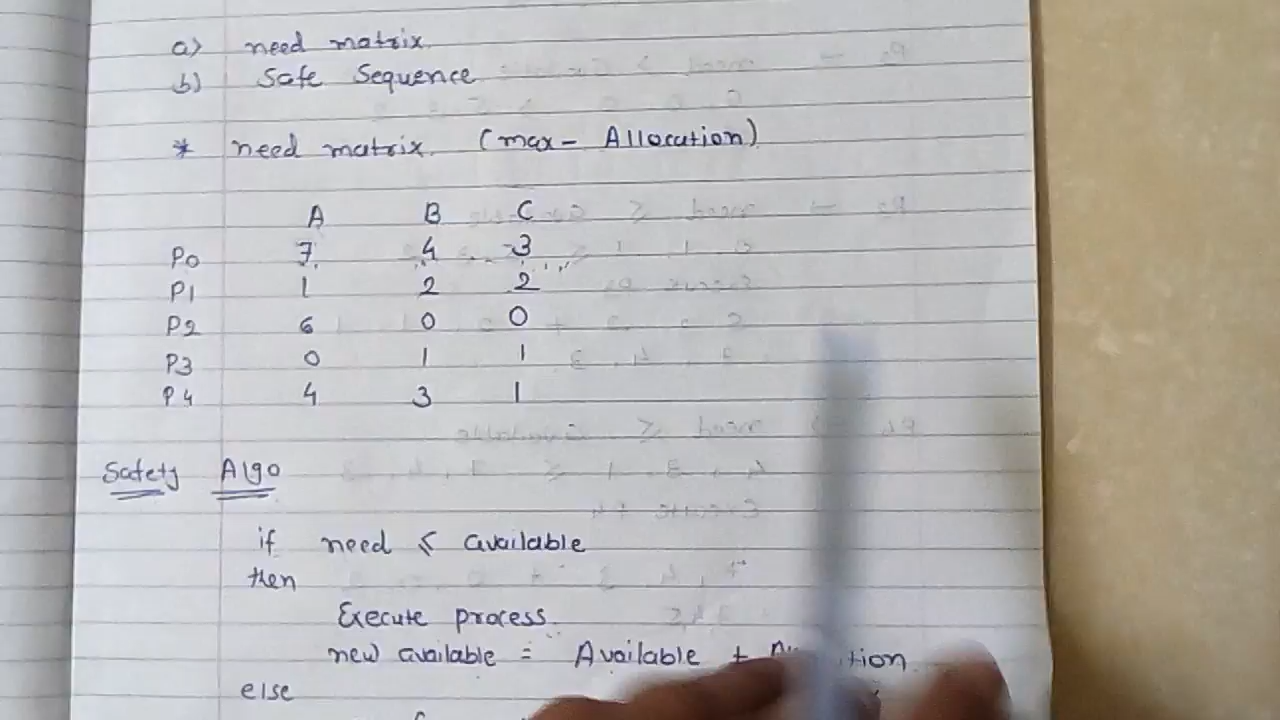 a) need matrix.
b) Safe Sequence
* need matrix. (max - Allocation)
A B C
P0 7 4 3
P1 1 2 2
P2 6 0 0
P3 0 1 1
P4 4 3 1
Safety Algo
if need ≤ available
then
Execute process.
new available = Available +
else